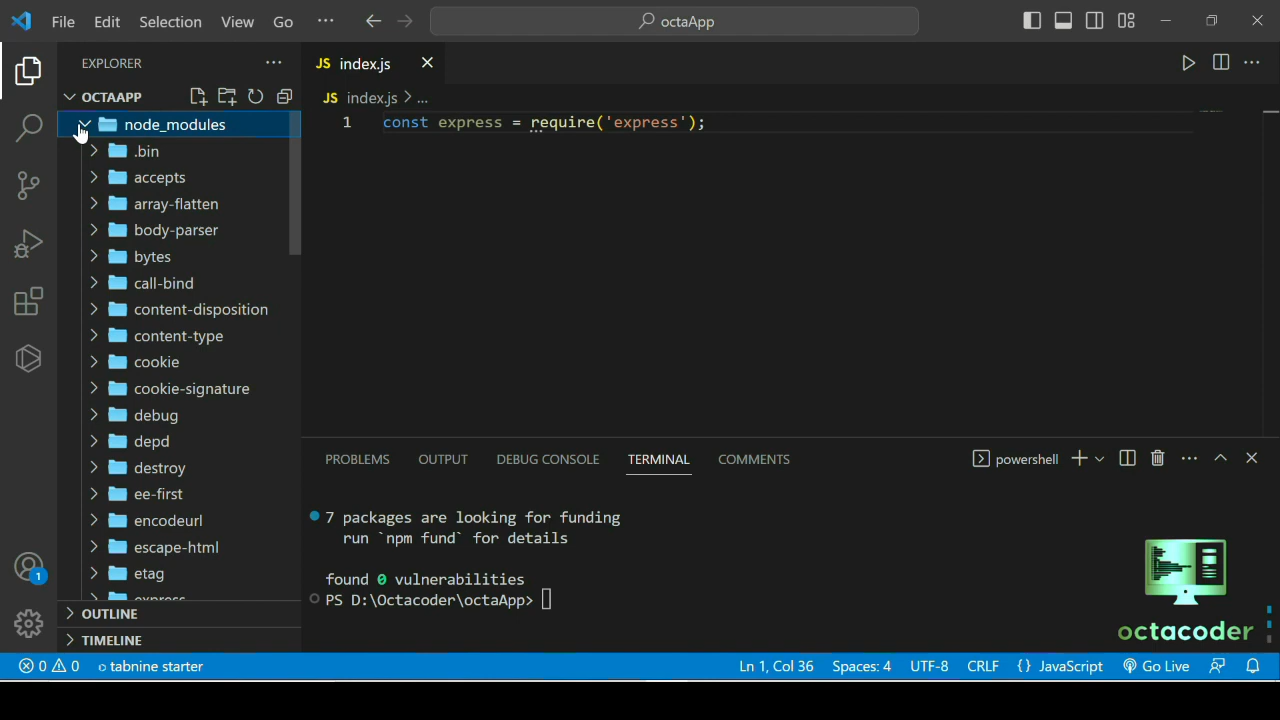 File Edit Selection View Go ··· octaApp
EXPLORER ···
OCTAAPP
node_modules
.bin
accepts
array-flatten
body-parser
bytes
call-bind
content-disposition
content-type
cookie
cookie-signature
debug
depd
destroy
ee-first
encodeurl
escape-html
etag
express
OUTLINE
TIMELINE
JS index.js
JS index.js > ...
1 const express = require('express');
PROBLEMS OUTPUT DEBUG CONSOLE TERMINAL COMMENTS powershell
7 packages are looking for funding
run `npm fund` for details
found 0 vulnerabilities
PS D:\Octacoder\octaApp>
octacoder
1
0 0 tabnine starter Ln 1, Col 36 Spaces: 4 UTF-8 CRLF {} JavaScript Go Live